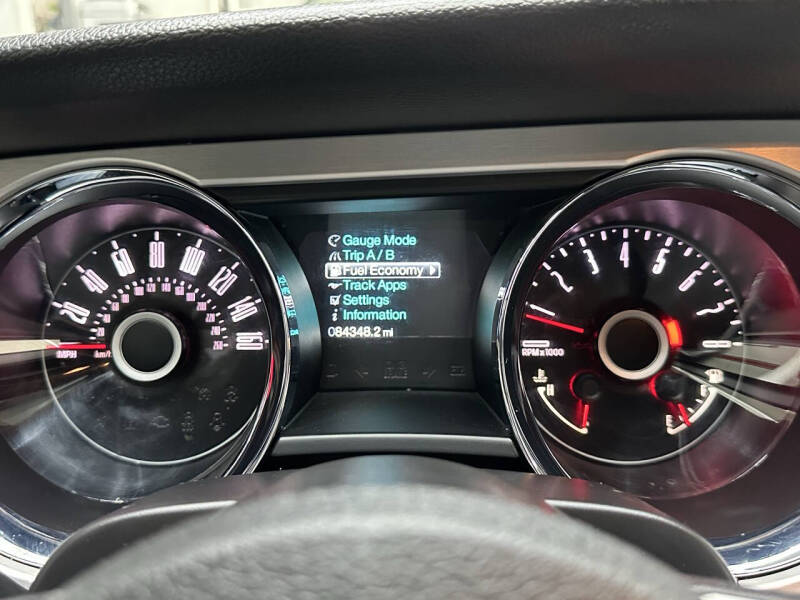 Gauge Mode
Trip A / B
Fuel Economy
Track Apps
Settings
Information
084348.2 mi
20 40 60 80 100 120 140 160
MPH km/h
1 2 3 4 5 6 7
RPM x1000
H
E